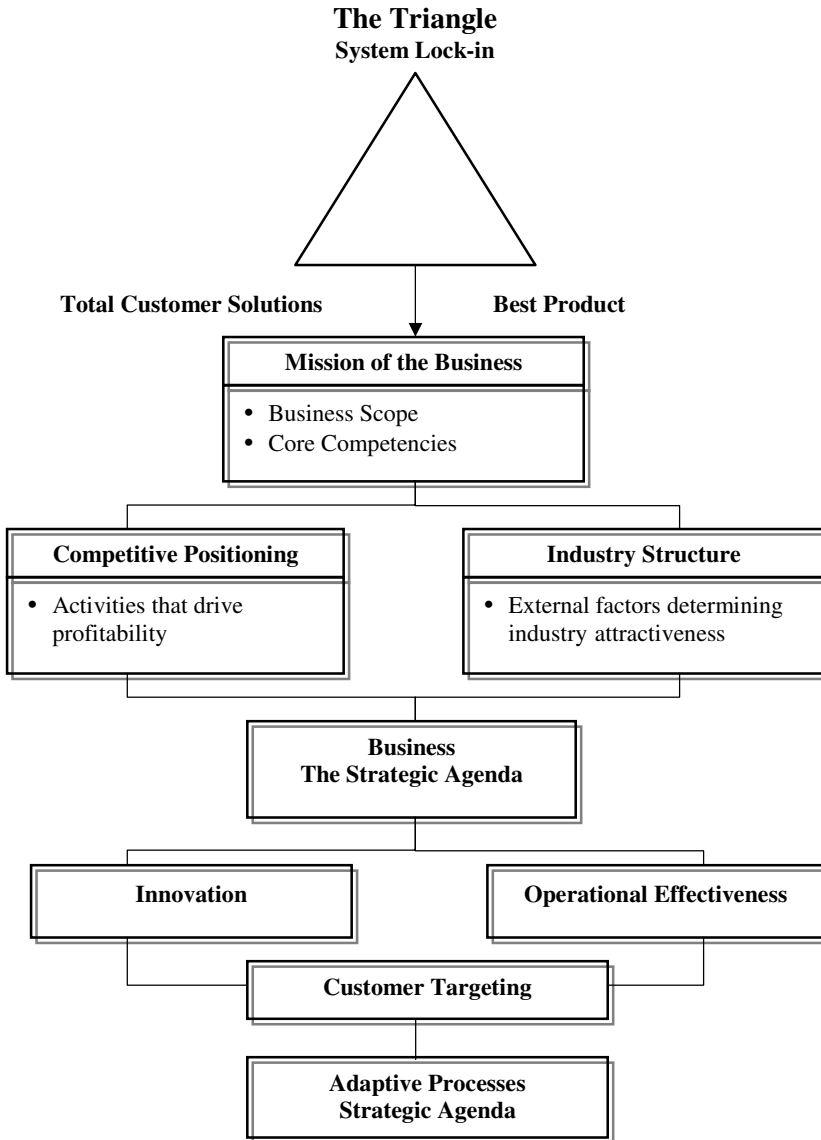 The Triangle
System Lock-in
Total Customer Solutions
Best Product
Mission of the Business
• Business Scope
• Core Competencies
Competitive Positioning
• Activities that drive
profitability
Industry Structure
• External factors determining
industry attractiveness
Business
The Strategic Agenda
Innovation
Operational Effectiveness
Customer Targeting
Adaptive Processes
Strategic Agenda